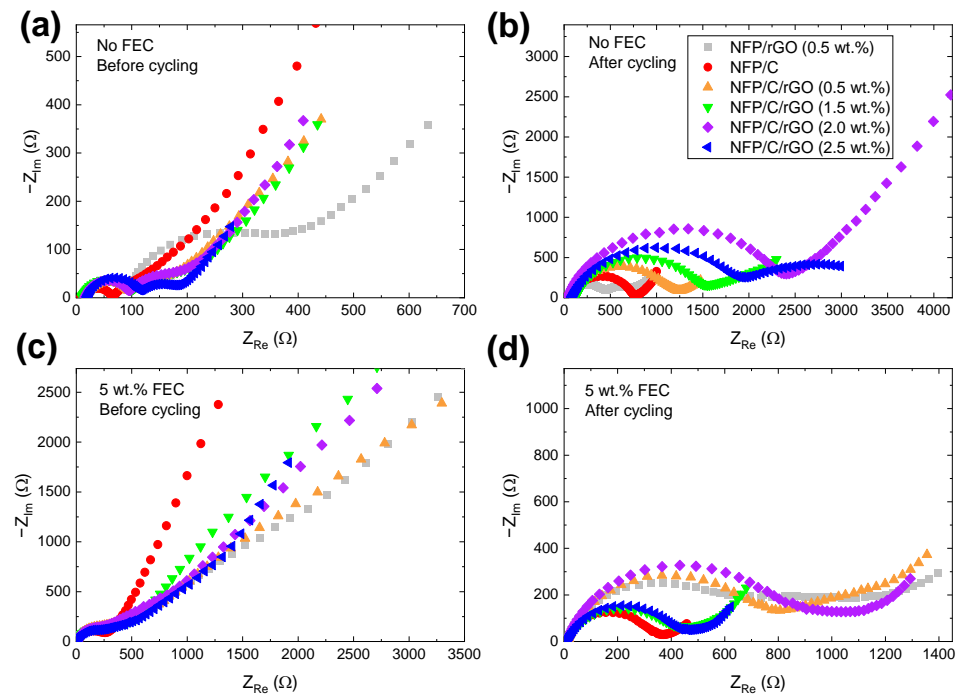 (a)
No FEC
Before cycling
−Z_Im (Ω)
500
400
300
200
100
0
0 100 200 300 400 500 600 700
Z_Re (Ω)
(b)
No FEC
After cycling
NFP/rGO (0.5 wt.%)
NFP/C
NFP/C/rGO (0.5 wt.%)
NFP/C/rGO (1.5 wt.%)
NFP/C/rGO (2.0 wt.%)
NFP/C/rGO (2.5 wt.%)
−Z_Im (Ω)
3000
2500
2000
1500
1000
500
0
0 500 1000 1500 2000 2500 3000 3500 4000
Z_Re (Ω)
(c)
5 wt.% FEC
Before cycling
−Z_Im (Ω)
2500
2000
1500
1000
500
0
0 500 1000 1500 2000 2500 3000 3500
Z_Re (Ω)
(d)
5 wt.% FEC
After cycling
−Z_Im (Ω)
1000
800
600
400
200
0
0 200 400 600 800 1000 1200 1400
Z_Re (Ω)